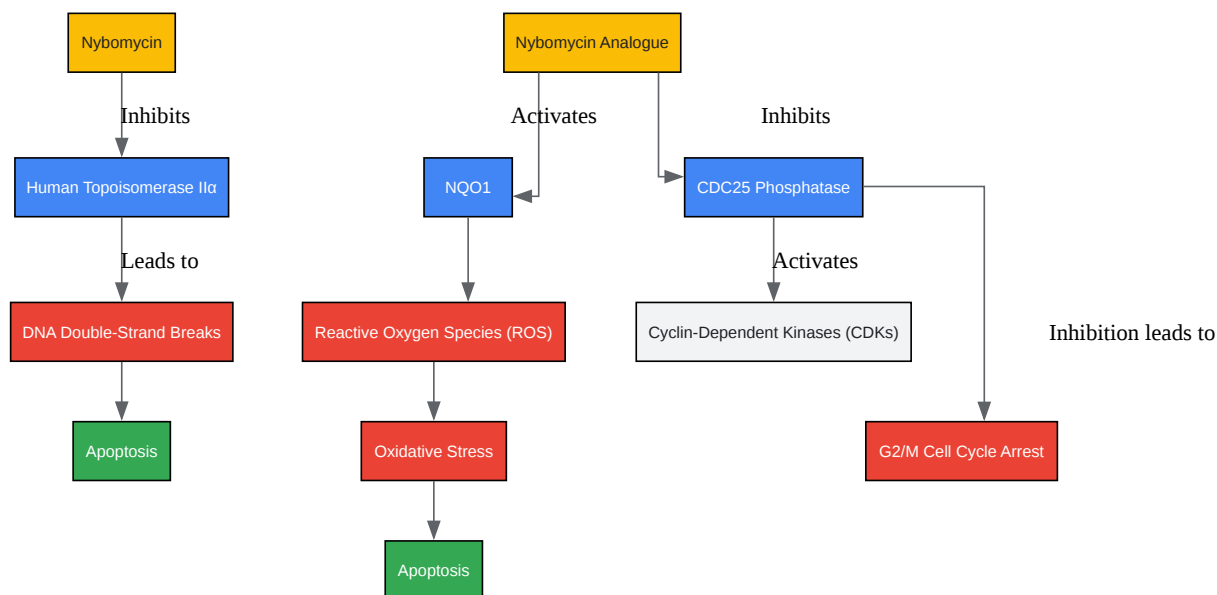 Nybomycin
Nybomycin Analogue
Inhibits
Activates
Inhibits
Human Topoisomerase IIα
NQO1
CDC25 Phosphatase
Leads to
Activates
DNA Double-Strand Breaks
Reactive Oxygen Species (ROS)
Cyclin-Dependent Kinases (CDKs)
Inhibition leads to
Apoptosis
Oxidative Stress
G2/M Cell Cycle Arrest
Apoptosis